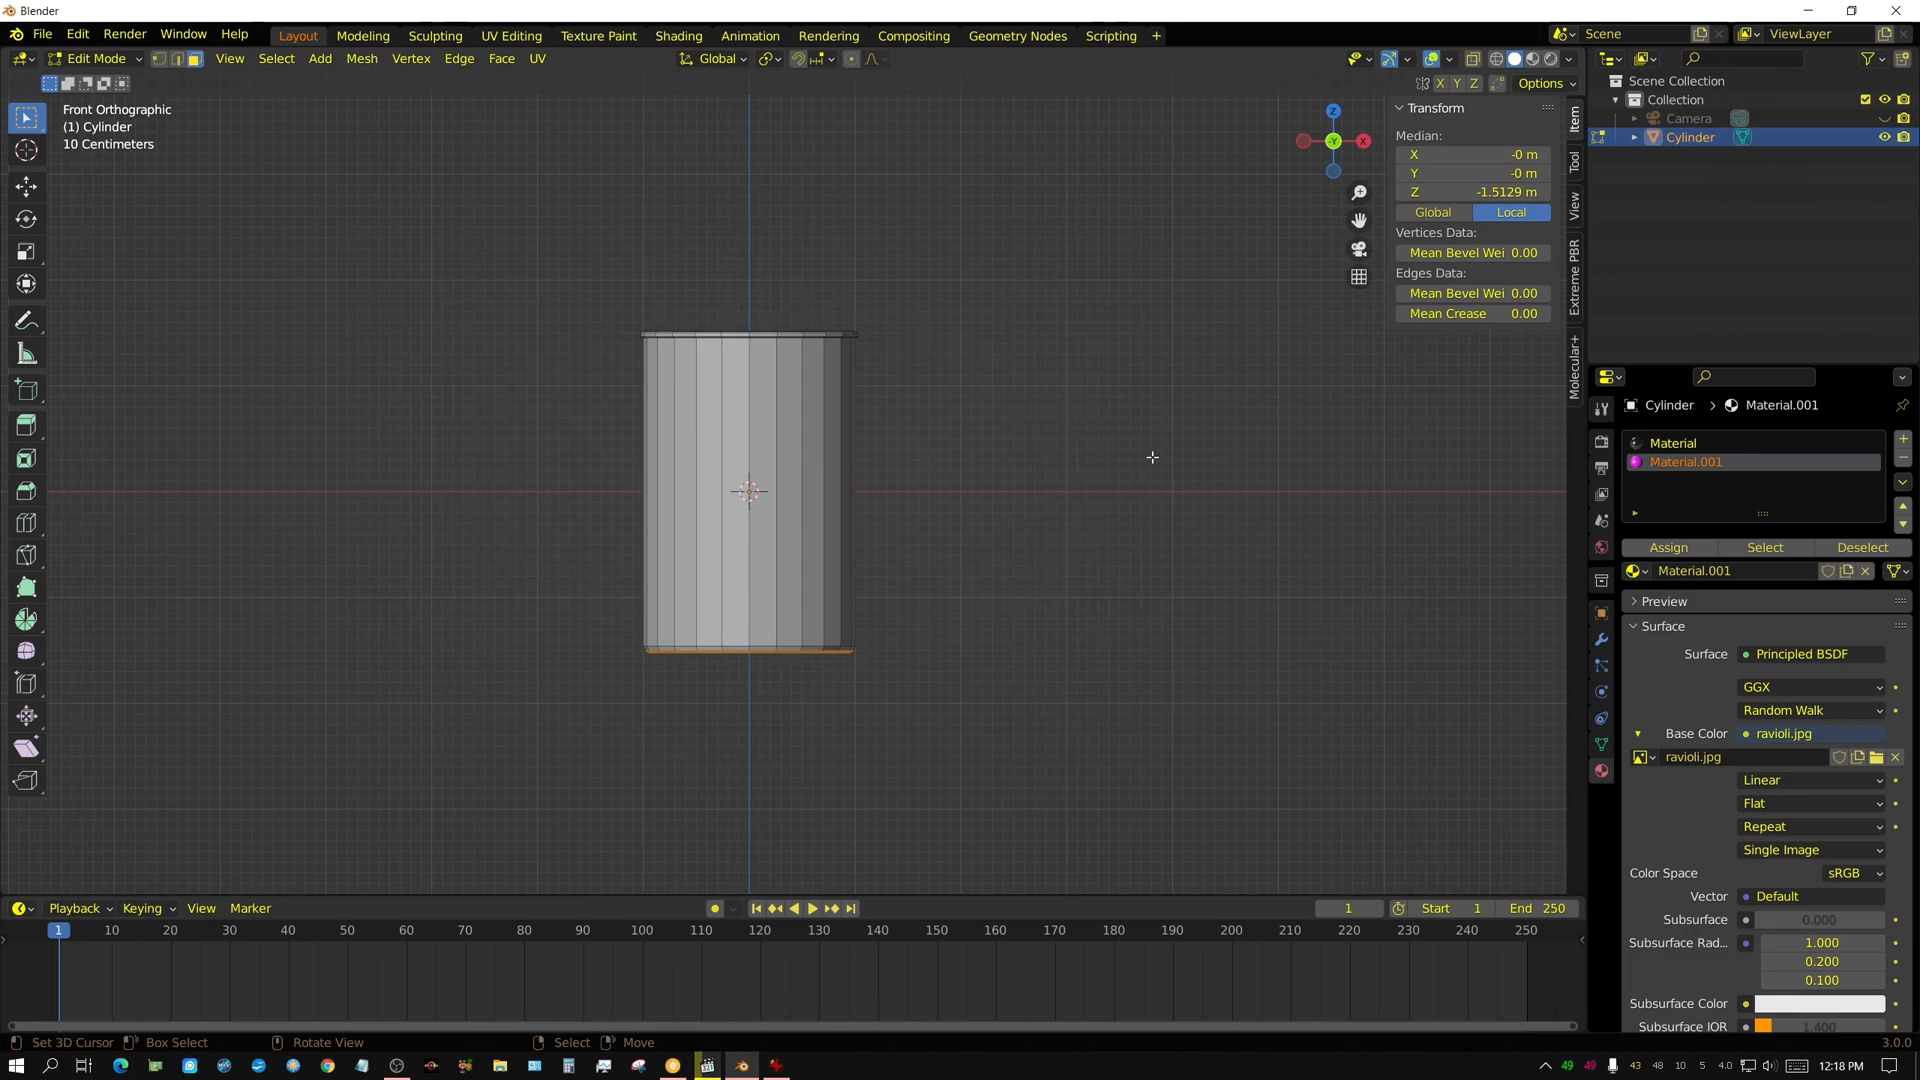 Blender
File Edit Render Window Help Layout Modeling Sculpting UV Editing Texture Paint Shading Animation Rendering Compositing Geometry Nodes Scripting + Scene ViewLayer
Edit Mode View Select Add Mesh Vertex Edge Face UV Global
X Y Z Options
Scene Collection
Collection
Camera
Cylinder
Front Orthographic
(1) Cylinder
10 Centimeters
Z
-Y X
Transform
Median:
X -0 m
Y -0 m
Z -1.5129 m
Global Local
Vertices Data:
Mean Bevel Wei 0.00
Edges Data:
Mean Bevel Wei 0.00
Mean Crease 0.00
Item
Tool
View
Extreme PBR
Molecular+
Cylinder > Material.001
Material
Material.001
Assign Select Deselect
Material.001
Preview
Surface
Surface Principled BSDF
GGX
Random Walk
Base Color ravioli.jpg
ravioli.jpg
Linear
Flat
Repeat
Single Image
Color Space sRGB
Vector Default
Subsurface 0.000
Subsurface Rad... 1.000
0.200
0.100
Subsurface Color
Subsurface IOR 1.400
Playback Keying View Marker 1 Start 1 End 250
1 10 20 30 40 50 60 70 80 90 100 110 120 130 140 150 160 170 180 190 200 210 220 230 240 250
Set 3D Cursor Box Select Rotate View Select Move 3.0.0
49 49 43 48 10 5 4.0 12:18 PM